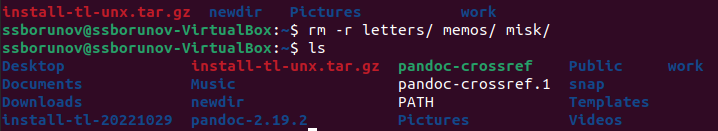 install-tl-unx.tar.gz newdir Pictures work
ssborunov@ssborunov-VirtualBox:~$ rm -r letters/ memos/ misk/
ssborunov@ssborunov-VirtualBox:~$ ls
Desktop install-tl-unx.tar.gz pandoc-crossref Public work
Documents Music pandoc-crossref.1 snap
Downloads newdir PATH Templates
install-tl-20221029 pandoc-2.19.2 Pictures Videos